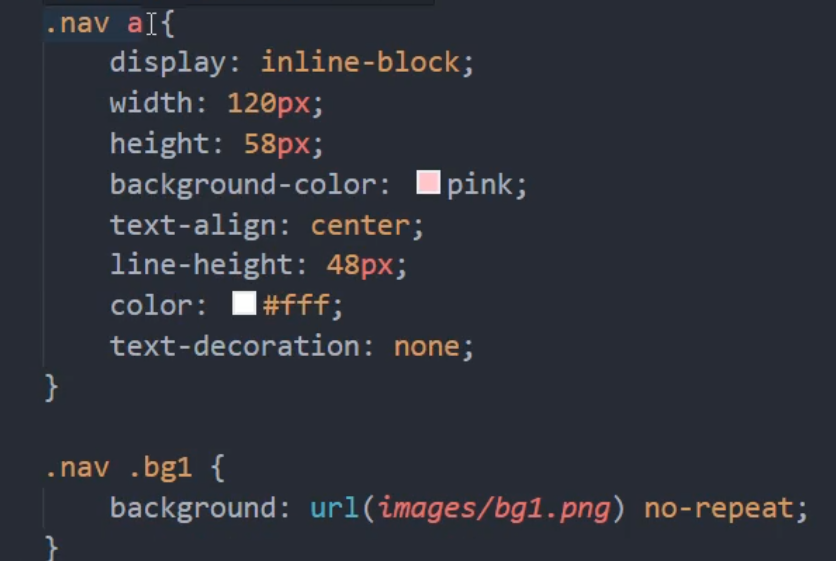 .nav a {
display: inline-block;
width: 120px;
height: 58px;
background-color: pink;
text-align: center;
line-height: 48px;
color: #fff;
text-decoration: none;
}
.nav .bg1 {
background: url(images/bg1.png) no-repeat;
}